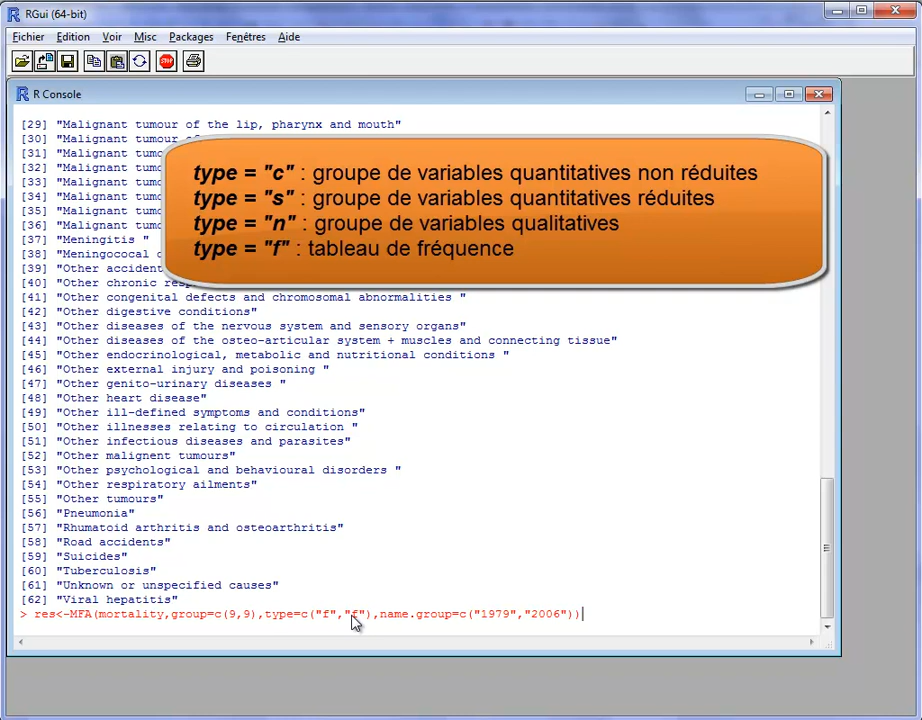 RGui (64-bit)
Fichier Edition Voir Misc Packages Fenêtres Aide
STOP
R Console
[29] "Malignant tumour of the lip, pharynx and mouth"
[30] "Malignant tumour of
[31] "Malignant tum
[32] "Malignant tum
[33] "Malignant tum
[34] "Malignant tum
[35] "Malignant tum
[36] "Malignant tumou
[37] "Meningitis "
[38] "Meningococal c
[39] "Other accident
[40] "Other chronic resp
[41] "Other congenital defects and chromosomal abnormalities "
[42] "Other digestive conditions"
[43] "Other diseases of the nervous system and sensory organs"
[44] "Other diseases of the osteo-articular system + muscles and connecting tissue"
[45] "Other endocrinological, metabolic and nutritional conditions "
[46] "Other external injury and poisoning "
[47] "Other genito-urinary diseases "
[48] "Other heart disease"
[49] "Other ill-defined symptoms and conditions"
[50] "Other illnesses relating to circulation "
[51] "Other infectious diseases and parasites"
[52] "Other malignent tumours"
[53] "Other psychological and behavioural disorders "
[54] "Other respiratory ailments"
[55] "Other tumours"
[56] "Pneumonia"
[57] "Rhumatoid arthritis and osteoarthritis"
[58] "Road accidents"
[59] "Suicides"
[60] "Tuberculosis"
[61] "Unknown or unspecified causes"
[62] "Viral hepatitis"
> res<-MFA(mortality,group=c(9,9),type=c("f","f"),name.group=c("1979","2006"))
type = "c" : groupe de variables quantitatives non réduites
type = "s" : groupe de variables quantitatives réduites
type = "n" : groupe de variables qualitatives
type = "f" : tableau de fréquence